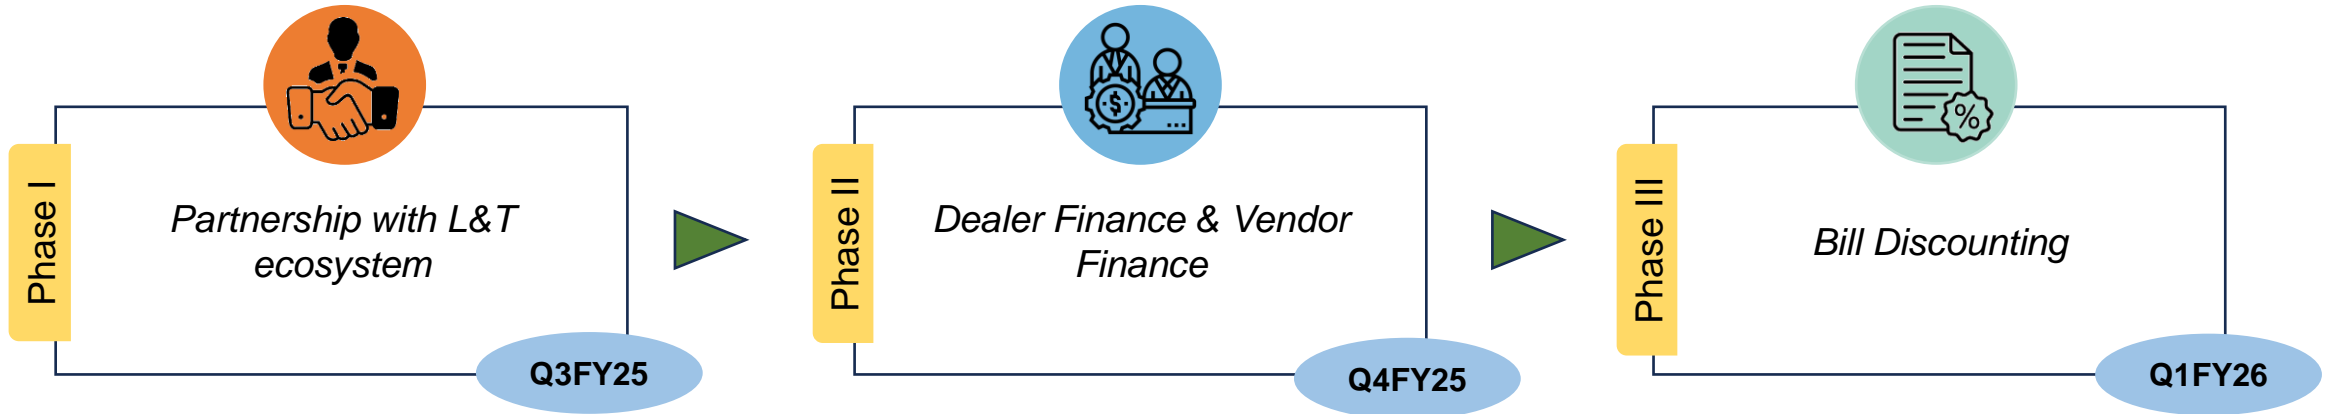 Phase I
Partnership with L&T
ecosystem
Q3FY25
Phase II
$
Dealer Finance & Vendor
Finance
Q4FY25
Phase III
%
Bill Discounting
Q1FY26